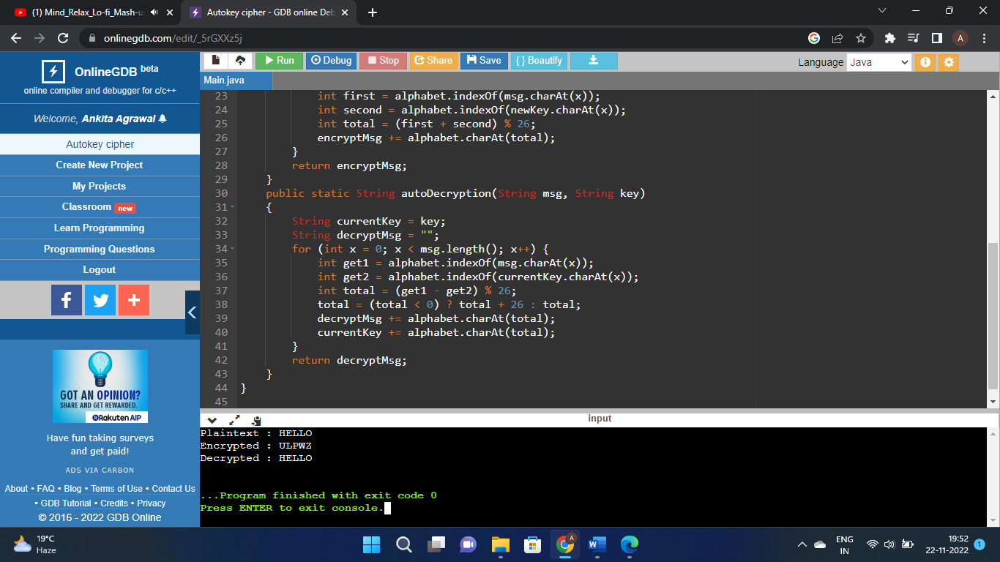 (1) Mind_Relax_Lo-fi_Mash-u
Autokey cipher - GDB online Deb
onlinegdb.com/edit/_5rGXXz5j
A
OnlineGDB beta
online compiler and debugger for c/c++
Welcome, Ankita Agrawal
Autokey cipher
Create New Project
My Projects
Classroom new
Learn Programming
Programming Questions
Logout
GOT AN OPINION?
SHARE AND GET REWARDED.
Rakuten AIP
Have fun taking surveys
and get paid!
ADS VIA CARBON
About • FAQ • Blog • Terms of Use • Contact Us
• GDB Tutorial • Credits • Privacy
© 2016 - 2022 GDB Online
Run Debug Stop Share Save { } Beautify
Language Java
Main.java
23 int first = alphabet.indexOf(msg.charAt(x));
24 int second = alphabet.indexOf(newKey.charAt(x));
25 int total = (first + second) % 26;
26 encryptMsg += alphabet.charAt(total);
27 }
28 return encryptMsg;
29 }
30 public static String autoDecryption(String msg, String key)
31 {
32 String currentKey = key;
33 String decryptMsg = "";
34 for (int x = 0; x < msg.length(); x++) {
35 int get1 = alphabet.indexOf(msg.charAt(x));
36 int get2 = alphabet.indexOf(currentKey.charAt(x));
37 int total = (get1 - get2) % 26;
38 total = (total < 0) ? total + 26 : total;
39 decryptMsg += alphabet.charAt(total);
40 currentKey += alphabet.charAt(total);
41 }
42 return decryptMsg;
43 }
44 }
45
input
Plaintext : HELLO
Encrypted : ULPWZ
Decrypted : HELLO
...Program finished with exit code 0
Press ENTER to exit console.
19°C
Haze
A
ENG
IN
19:52
22-11-2022
1